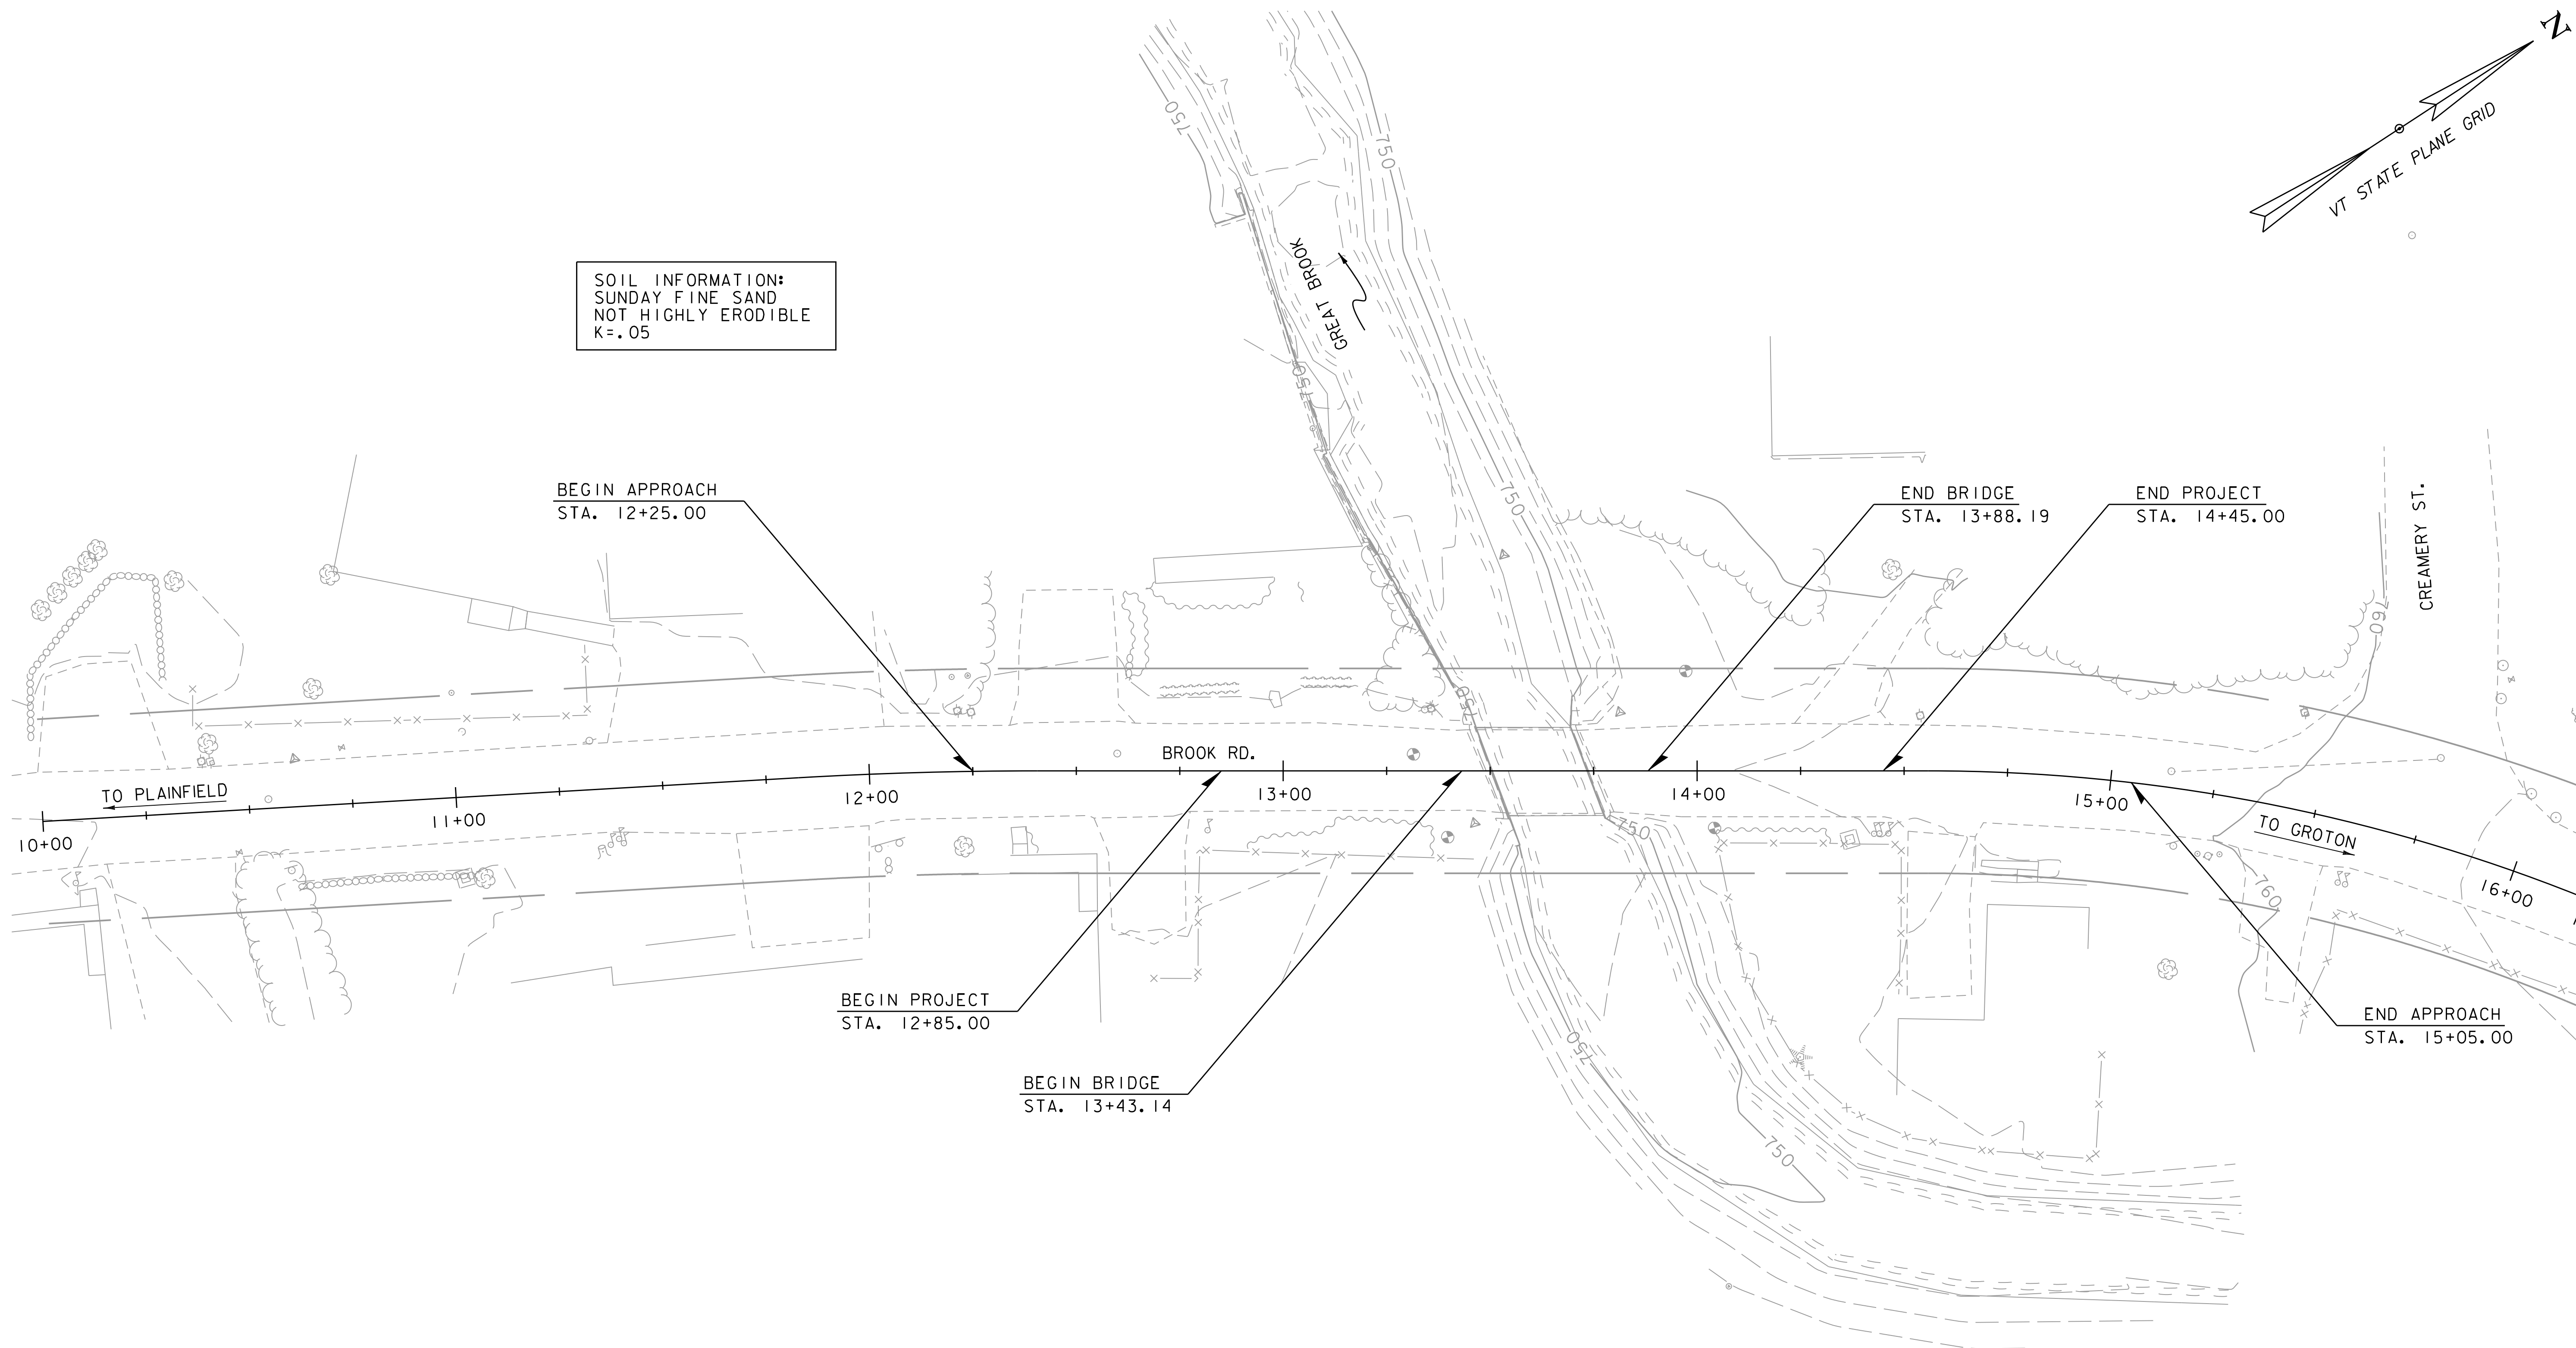 N
VT STATE PLANE GRID
750
750
GREAT BROOK
SOIL INFORMATION:
SUNDAY FINE SAND
NOT HIGHLY ERODIBLE
K=.05
750
750
BEGIN APPROACH
STA. 12+25.00
END BRIDGE
STA. 13+88.19
END PROJECT
STA. 14+45.00
CREAMERY ST.
760
750
BROOK RD.
TO PLAINFIELD
10+00
11+00
12+00
13+00
14+00
15+00
16+00
TO GROTON
750
760
BEGIN PROJECT
STA. 12+85.00
END APPROACH
STA. 15+05.00
750
BEGIN BRIDGE
STA. 13+43.14
750